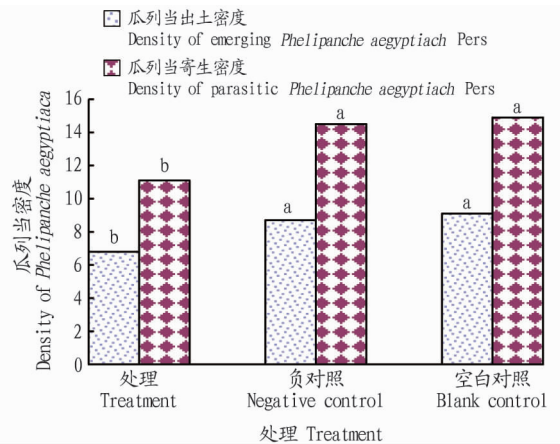 瓜列当出土密度
Density of emerging Phelipanche aegyptiach Pers
瓜列当寄生密度
Density of parasitic Phelipanche aegyptiach Pers
瓜列当密度
Density of Phelipanche aegyptiaca
16
14
12
10
8
6
4
2
0
b
b
a
a
a
a
处理
Treatment
负对照
Negative control
空白对照
Blank control
处理 Treatment